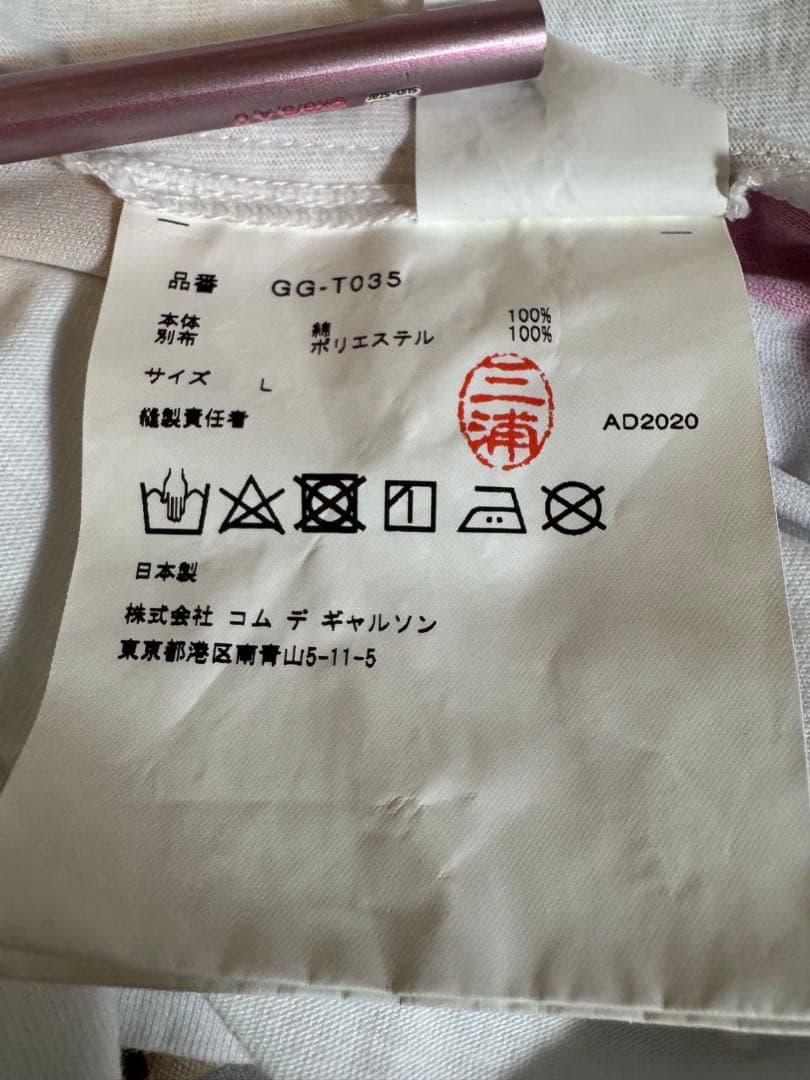 sun-star
品番 GG-T035
本体 綿 100%
別布 ポリエステル 100%
サイズ L
縫製責任者 三浦 AD2020
日本製
株式会社 コム デ ギャルソン
東京都港区南青山5-11-5